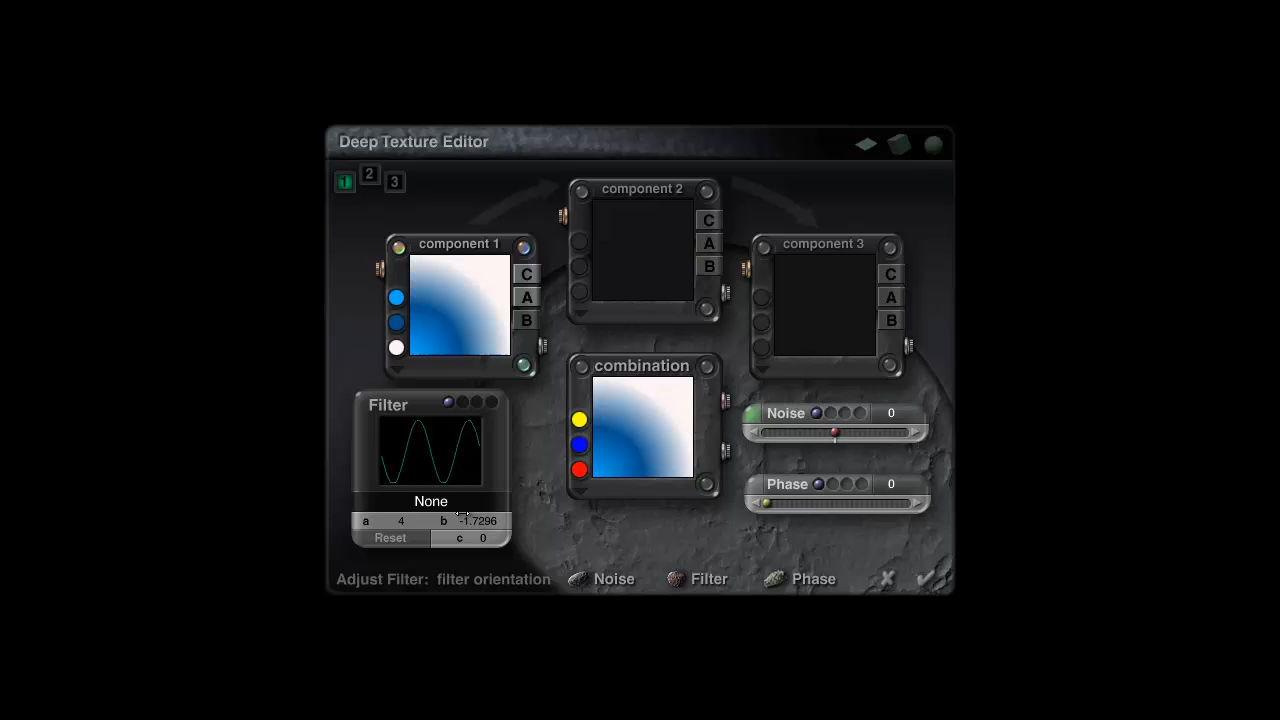 Deep Texture Editor
1 2 3
component 1
C
A
B
component 2
C
A
B
component 3
C
A
B
combination
Filter
None
a 4 b -1.7296
Reset c 0
Noise 0
Phase 0
Adjust Filter: filter orientation
Noise Filter Phase